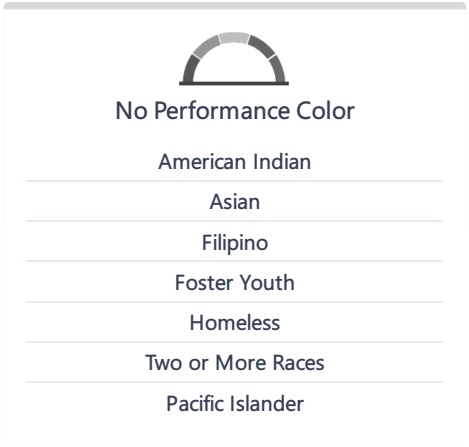 No Performance Color
American Indian
Asian
Filipino
Foster Youth
Homeless
Two or More Races
Pacific Islander